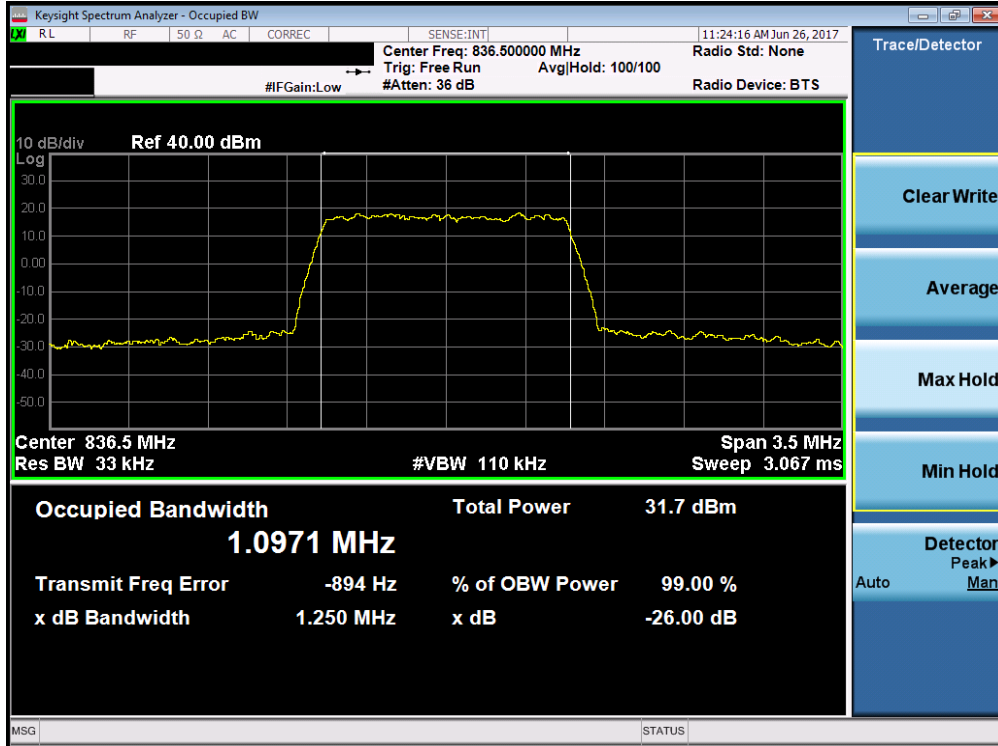 Keysight Spectrum Analyzer - Occupied BW
LXI RL RF 50 Ω AC CORREC SENSE:INT 11:24:16 AM Jun 26, 2017
Center Freq: 836.500000 MHz Radio Std: None
Trig: Free Run Avg|Hold: 100/100
#IFGain:Low #Atten: 36 dB Radio Device: BTS
Trace/Detector
10 dB/div Ref 40.00 dBm
Log
30.0
20.0
10.0
0.00
-10.0
-20.0
-30.0
-40.0
-50.0
Center 836.5 MHz Span 3.5 MHz
Res BW 33 kHz #VBW 110 kHz Sweep 3.067 ms
Occupied Bandwidth Total Power 31.7 dBm
1.0971 MHz
Transmit Freq Error -894 Hz % of OBW Power 99.00 %
x dB Bandwidth 1.250 MHz x dB -26.00 dB
Clear Write
Average
Max Hold
Min Hold
Detector
Peak▶
Auto Man
MSG STATUS